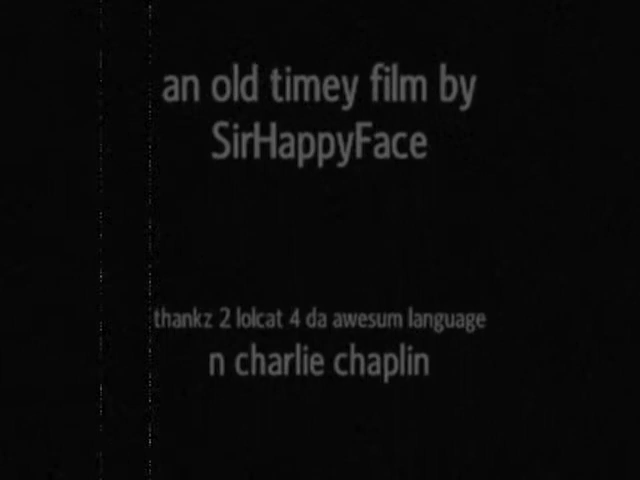 an old timey film by
SirHappyFace
thankz 2 lolcat 4 da awesum language
n charlie chaplin